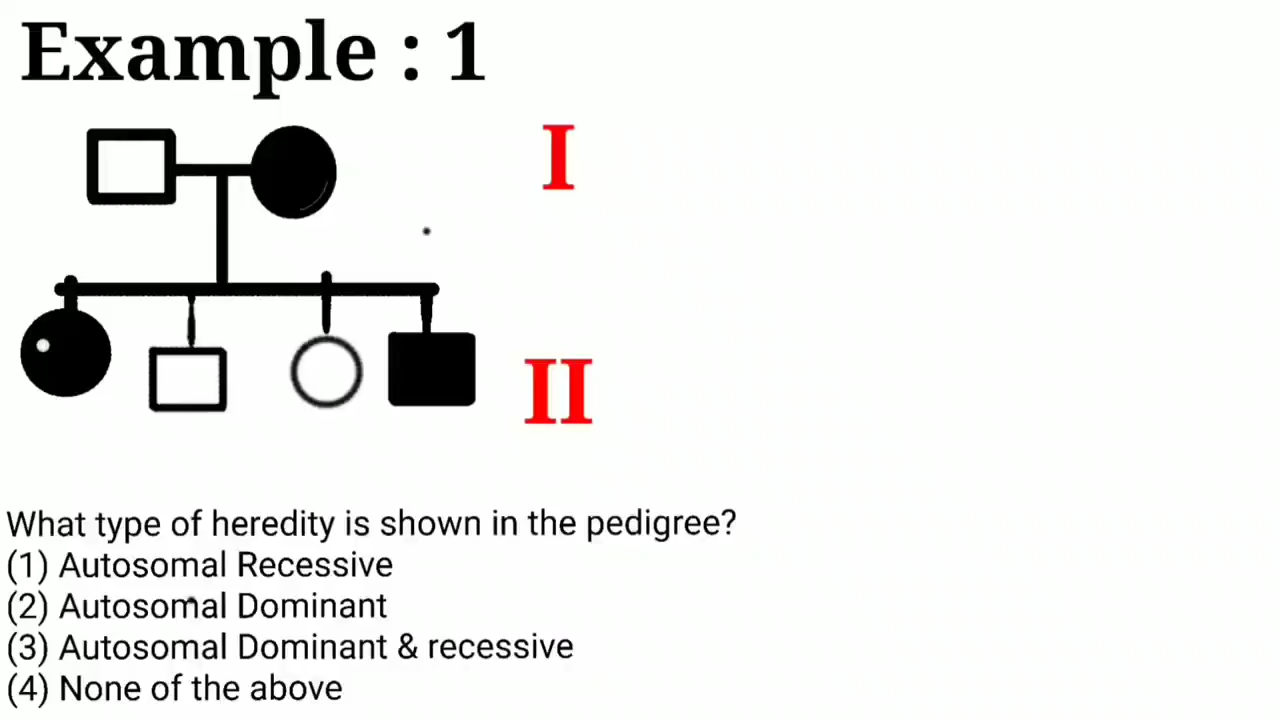 Example : 1
I
II
What type of heredity is shown in the pedigree?
(1) Autosomal Recessive
(2) Autosomal Dominant
(3) Autosomal Dominant & recessive
(4) None of the above